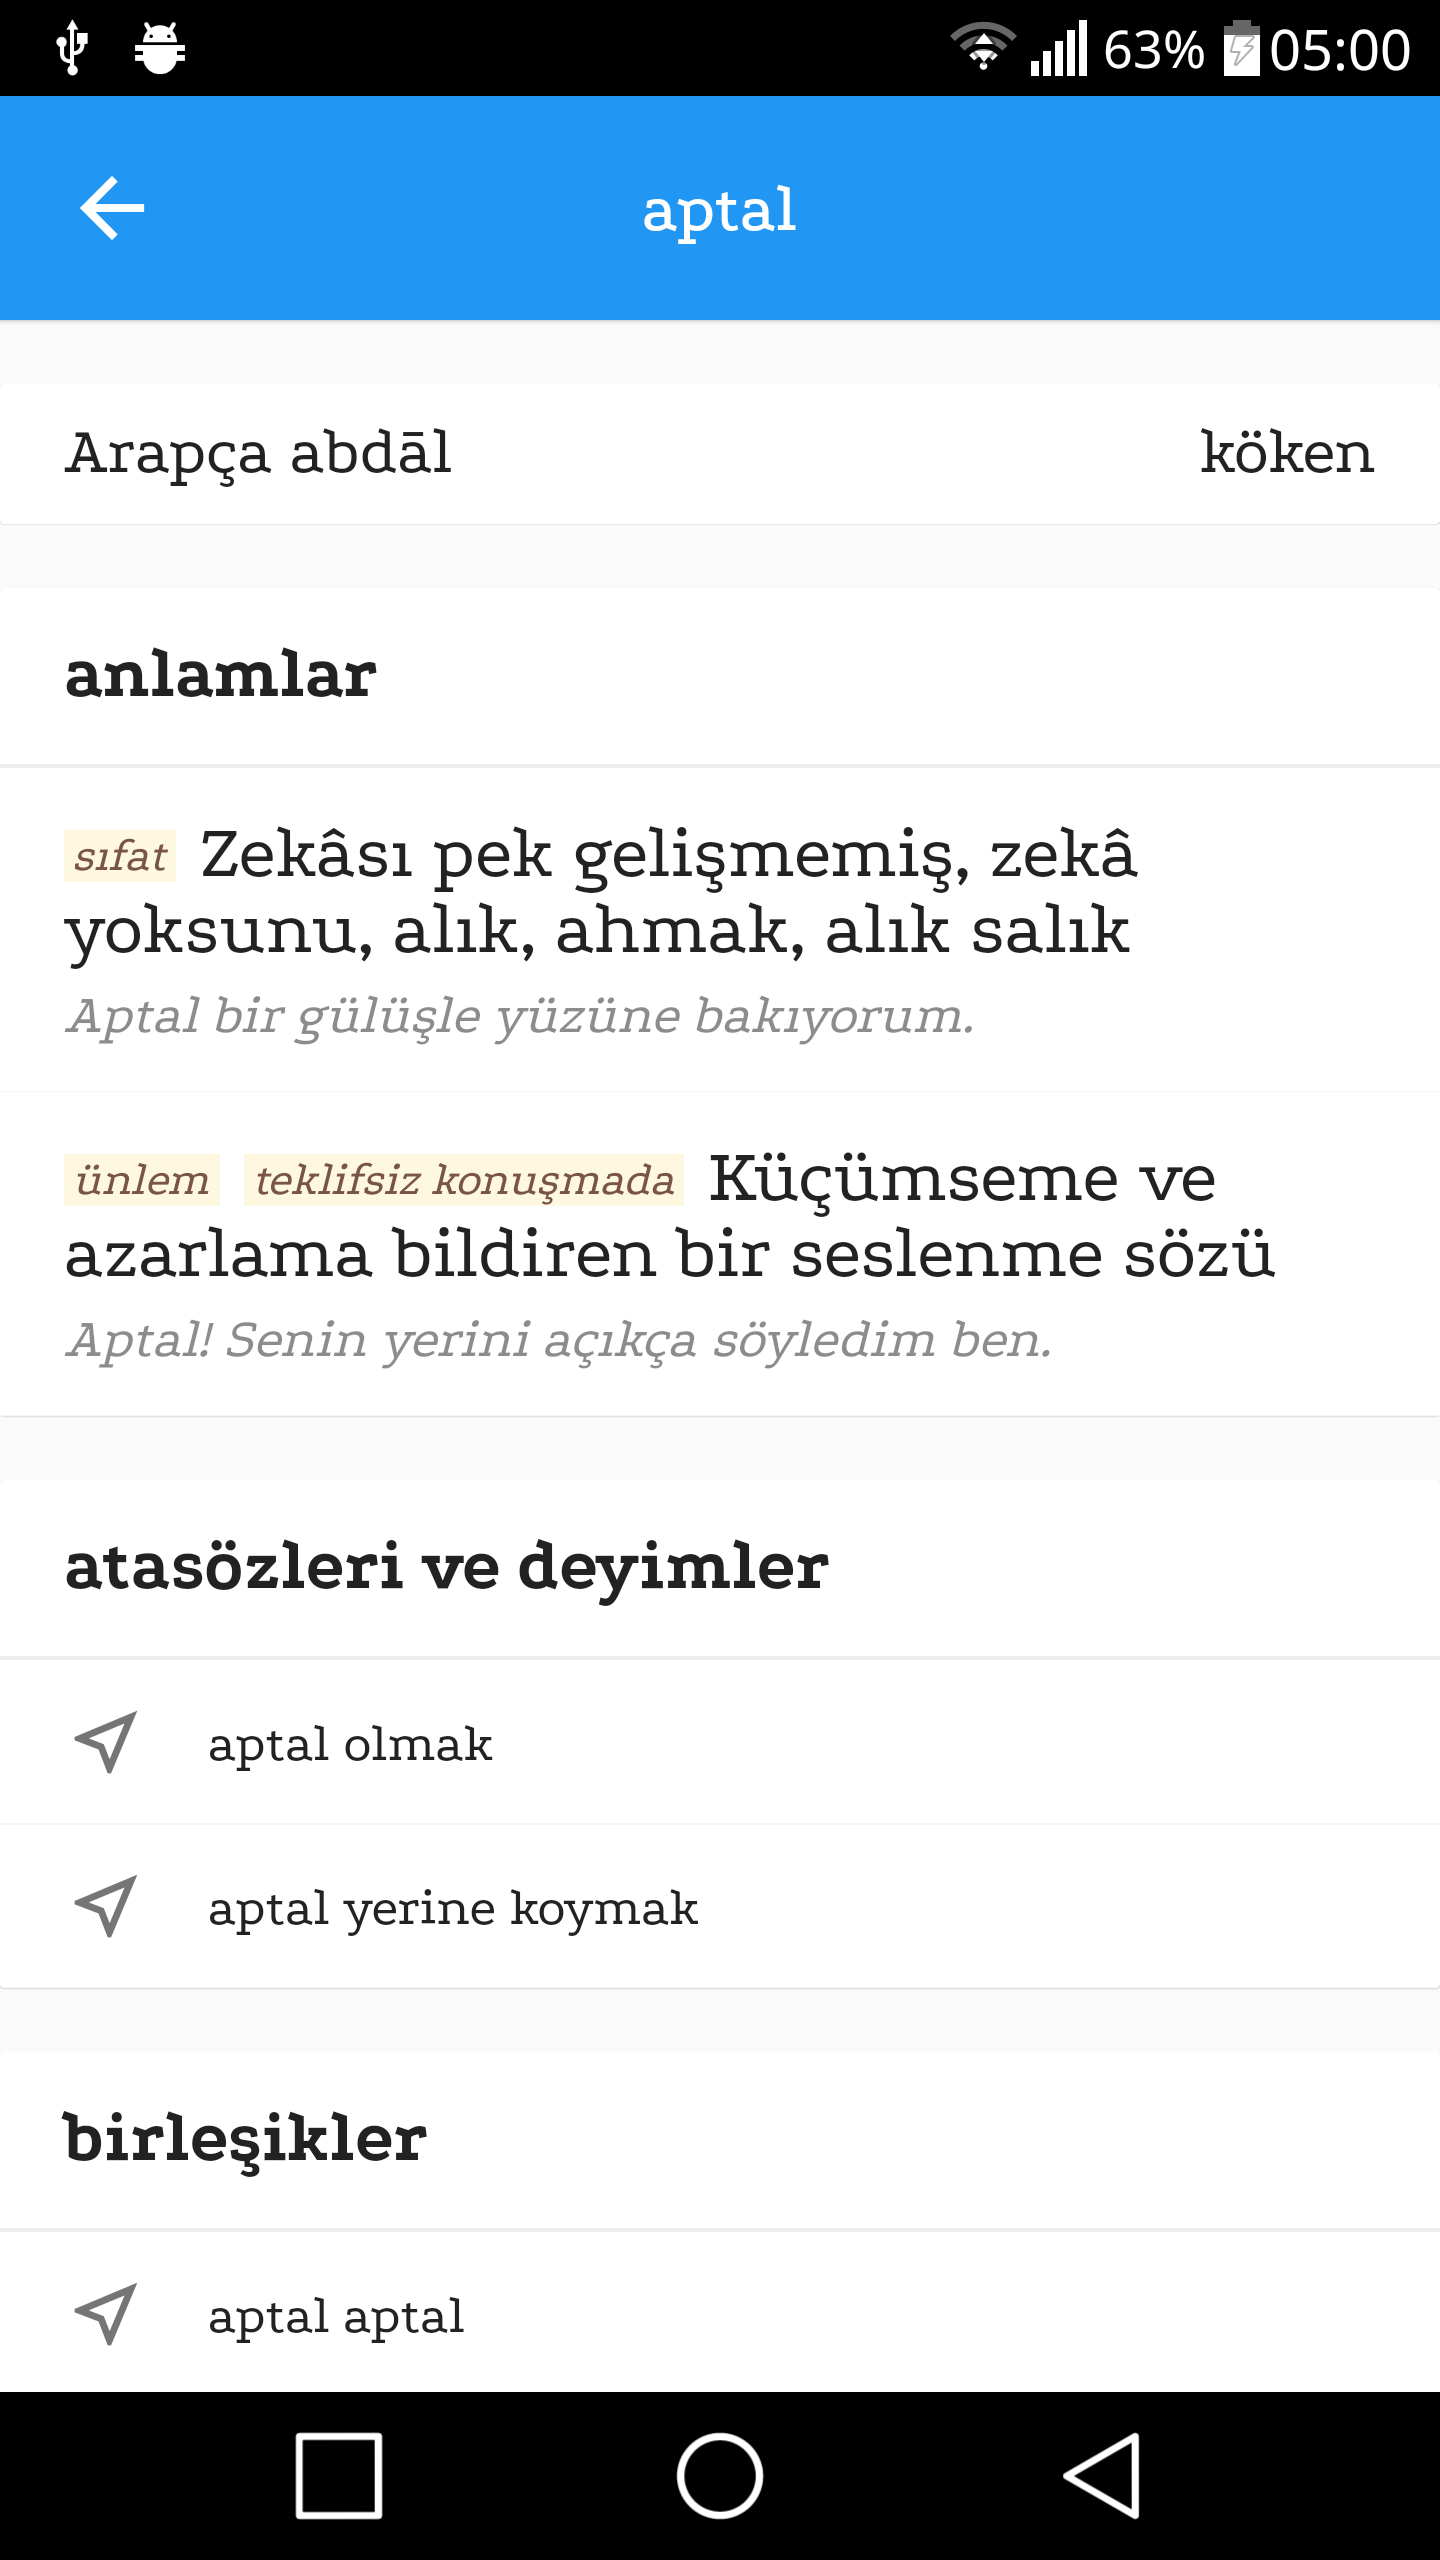 63% 05:00
aptal
Arapça abdāl köken
anlamlar
sıfat Zekâsı pek gelişmemiş, zekâ
yoksunu, alık, ahmak, alık salık
Aptal bir gülüşle yüzüne bakıyorum.
ünlem teklifsiz konuşmada Küçümseme ve
azarlama bildiren bir seslenme sözü
Aptal! Senin yerini açıkça söyledim ben.
atasözleri ve deyimler
aptal olmak
aptal yerine koymak
birleşikler
aptal aptal